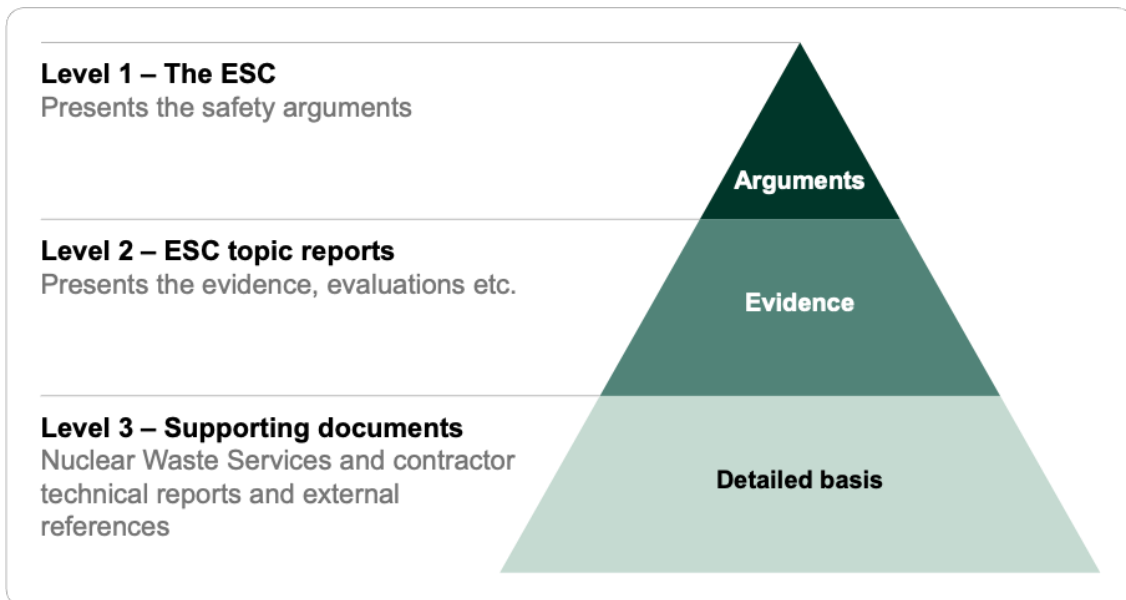 Level 1 – The ESC
Presents the safety arguments
Arguments
Level 2 – ESC topic reports
Presents the evidence, evaluations etc.
Evidence
Level 3 – Supporting documents
Nuclear Waste Services and contractor
technical reports and external
references
Detailed basis